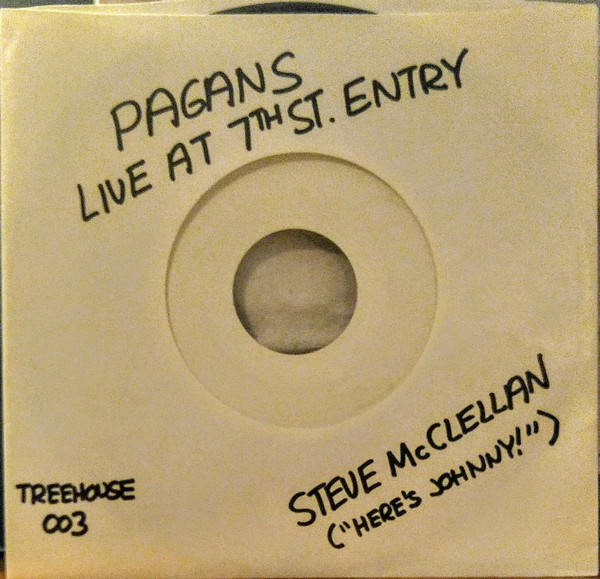 PAGANS
LIVE AT 7TH ST. ENTRY
STEVE McCLELLAN
("HERE'S JOHNNY!")
TREEHOUSE
003